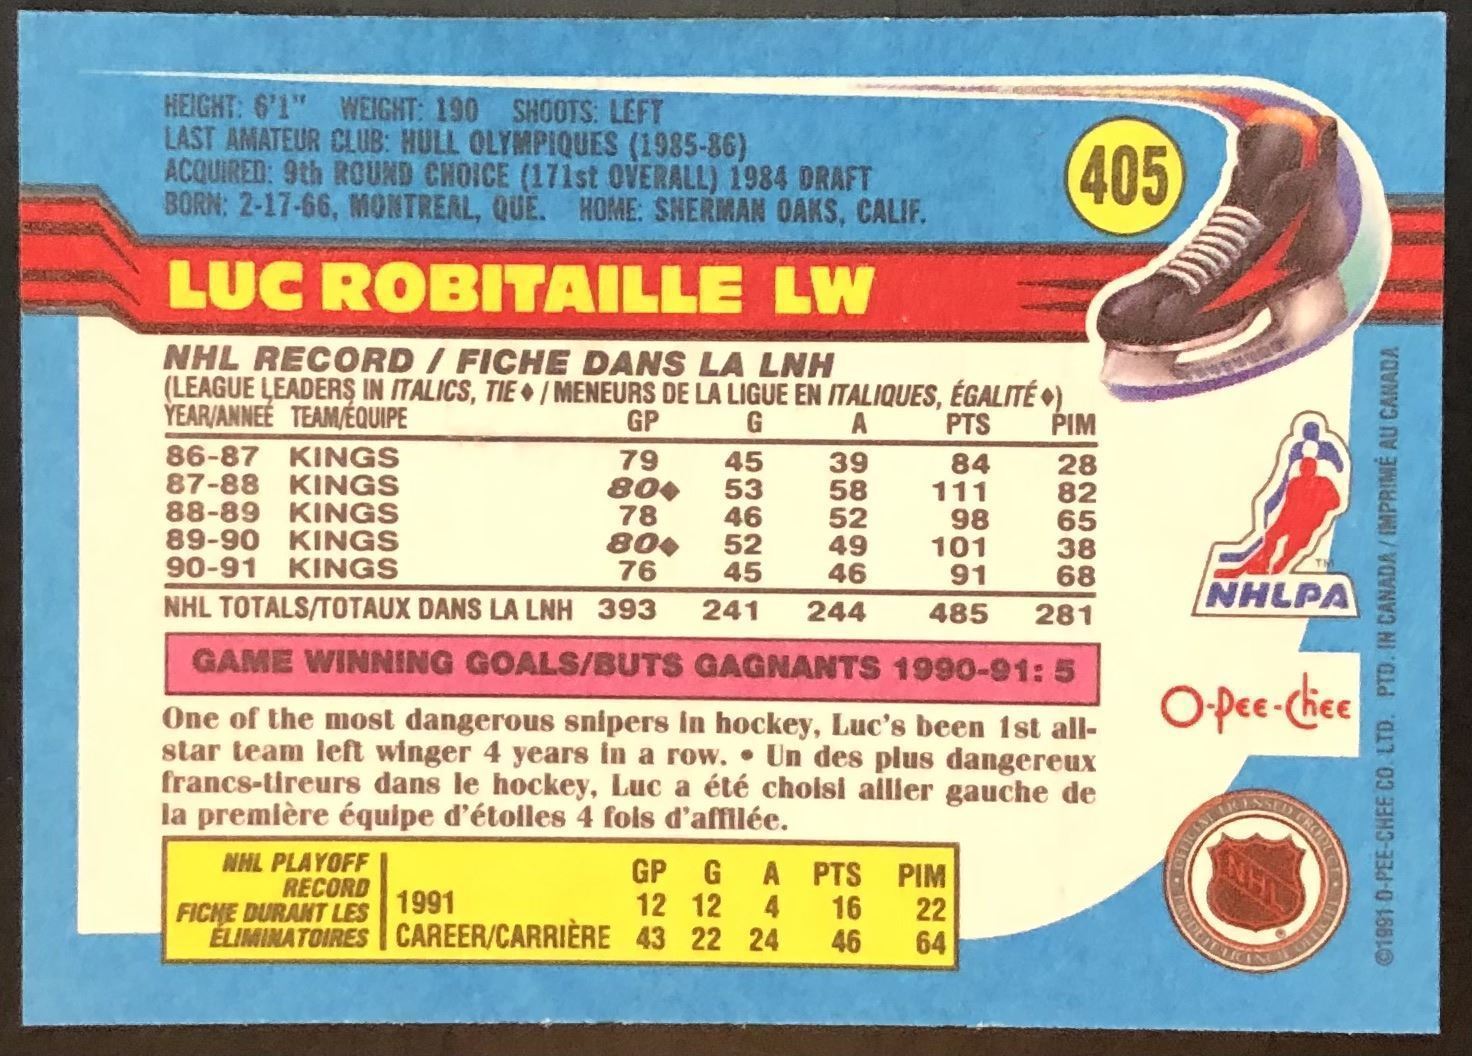 HEIGHT: 6'1" WEIGHT: 190 SHOOTS: LEFT
LAST AMATEUR CLUB: HULL OLYMPIQUES (1985-86)
ACQUIRED: 9th ROUND CHOICE (171st OVERALL) 1984 DRAFT
BORN: 2-17-66, MONTREAL, QUE. HOME: SHERMAN OAKS, CALIF.
405
LUC ROBITAILLE LW
NHL RECORD / FICHE DANS LA LNH
(LEAGUE LEADERS IN ITALICS, TIE ♦ / MENEURS DE LA LIGUE EN ITALIQUES, ÉGALITÉ ♦)
YEAR/ANNEÉ TEAM/ÉQUIPE GP G A PTS PIM
86-87 KINGS 79 45 39 84 28
87-88 KINGS 80♦ 53 58 111 82
88-89 KINGS 78 46 52 98 65
89-90 KINGS 80♦ 52 49 101 38
90-91 KINGS 76 45 46 91 68
NHL TOTALS/TOTAUX DANS LA LNH 393 241 244 485 281
GAME WINNING GOALS/BUTS GAGNANTS 1990-91: 5
One of the most dangerous snipers in hockey, Luc's been 1st all-
star team left winger 4 years in a row. • Un des plus dangereux
francs-tireurs dans le hockey, Luc a été choisi ailier gauche de
la première équipe d'étoiles 4 fois d'affilée.
NHL PLAYOFF
RECORD
FICHE DURANT LES
ÉLIMINATOIRES
GP G A PTS PIM
1991 12 12 4 16 22
CAREER/CARRIÈRE 43 22 24 46 64
TM
NHLPA
O-Pee-Chee
NHL
®
©1991 O-PEE-CHEE CO. LTD. PTD. IN CANADA / IMPRIMÉ AU CANADA